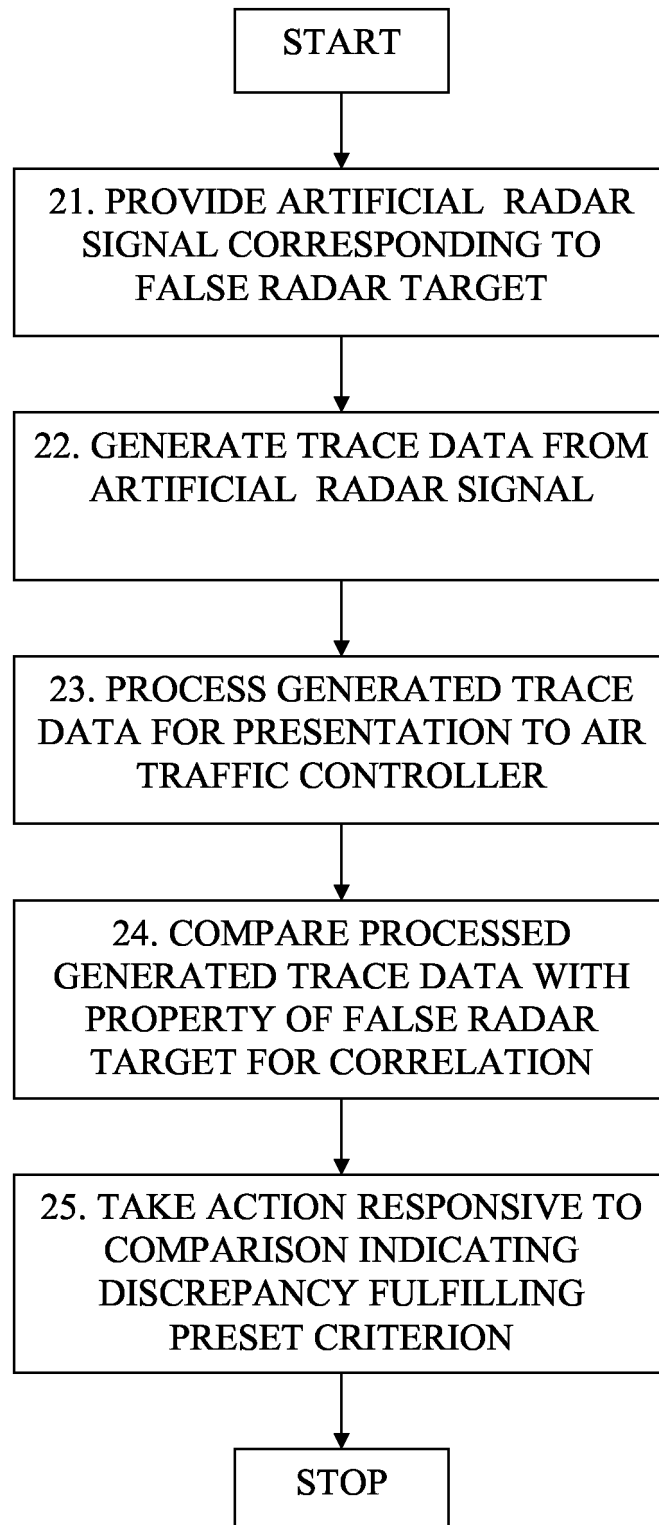 START
21. PROVIDE ARTIFICIAL RADAR
SIGNAL CORRESPONDING TO
FALSE RADAR TARGET
22. GENERATE TRACE DATA FROM
ARTIFICIAL RADAR SIGNAL
23. PROCESS GENERATED TRACE
DATA FOR PRESENTATION TO AIR
TRAFFIC CONTROLLER
24. COMPARE PROCESSED
GENERATED TRACE DATA WITH
PROPERTY OF FALSE RADAR
TARGET FOR CORRELATION
25. TAKE ACTION RESPONSIVE TO
COMPARISON INDICATING
DISCREPANCY FULFILLING
PRESET CRITERION
STOP